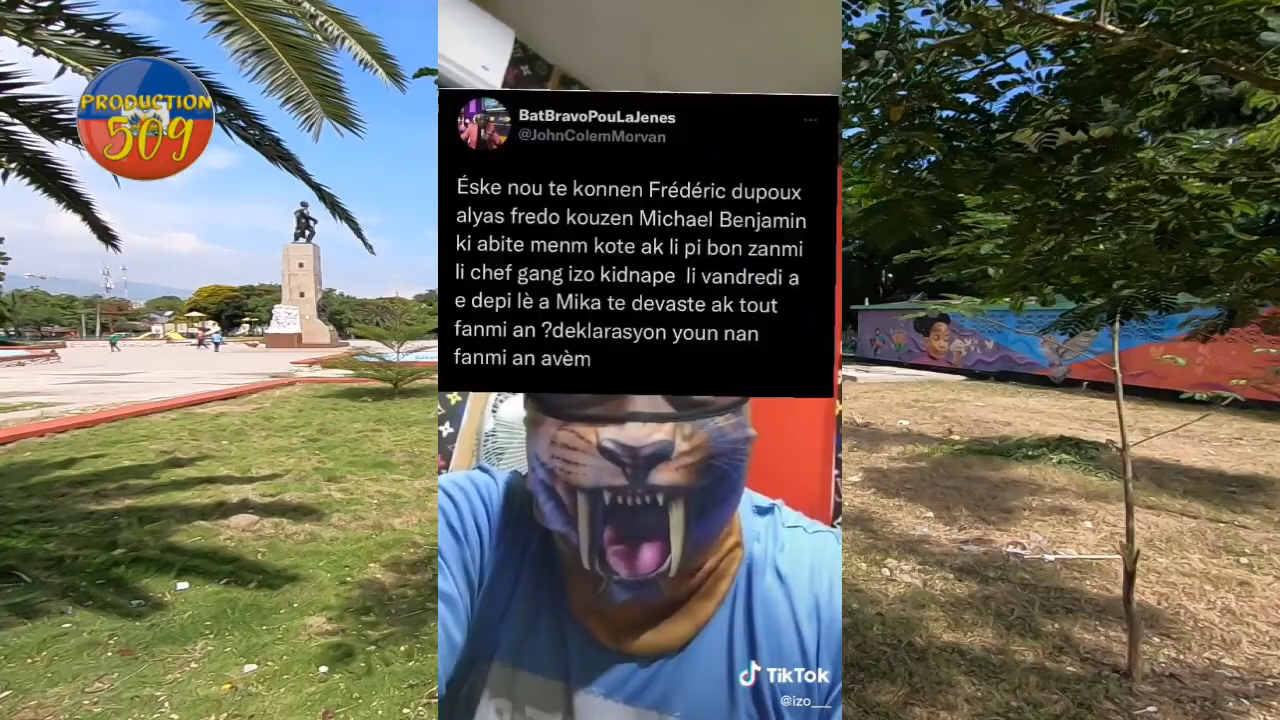 PRODUCTION
509
BatBravoPouLaJenes
@JohnColemMorvan
Éske nou te konnen Frédéric dupoux
alyas fredo kouzen Michael Benjamin
ki abite menm kote ak li pi bon zanmi
li chef gang izo kidnape li vandredi a
e depi lè a Mika te devaste ak tout
fanmi an ?deklarasyon youn nan
fanmi an avèm
TikTok
@izo___